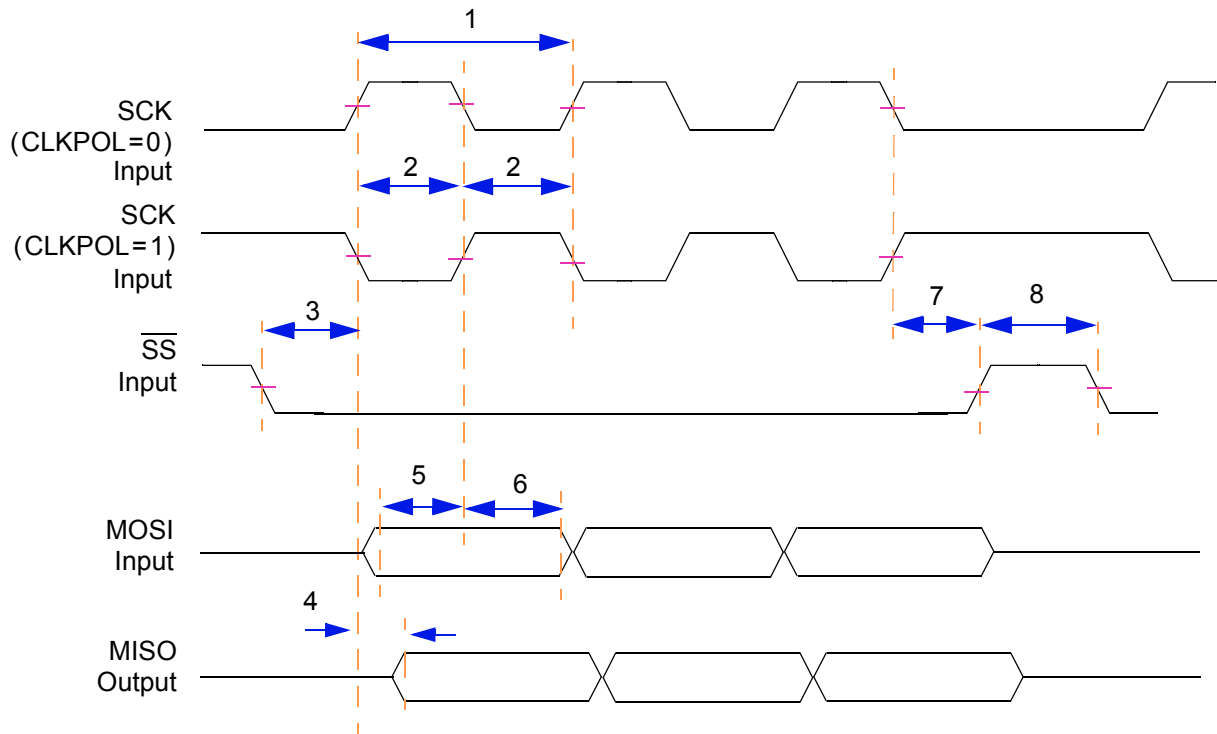 1
SCK
(CLKPOL=0)
Input
2 2
SCK
(CLKPOL=1)
Input
3
7 8
SS
Input
5 6
MOSI
Input
4
MISO
Output